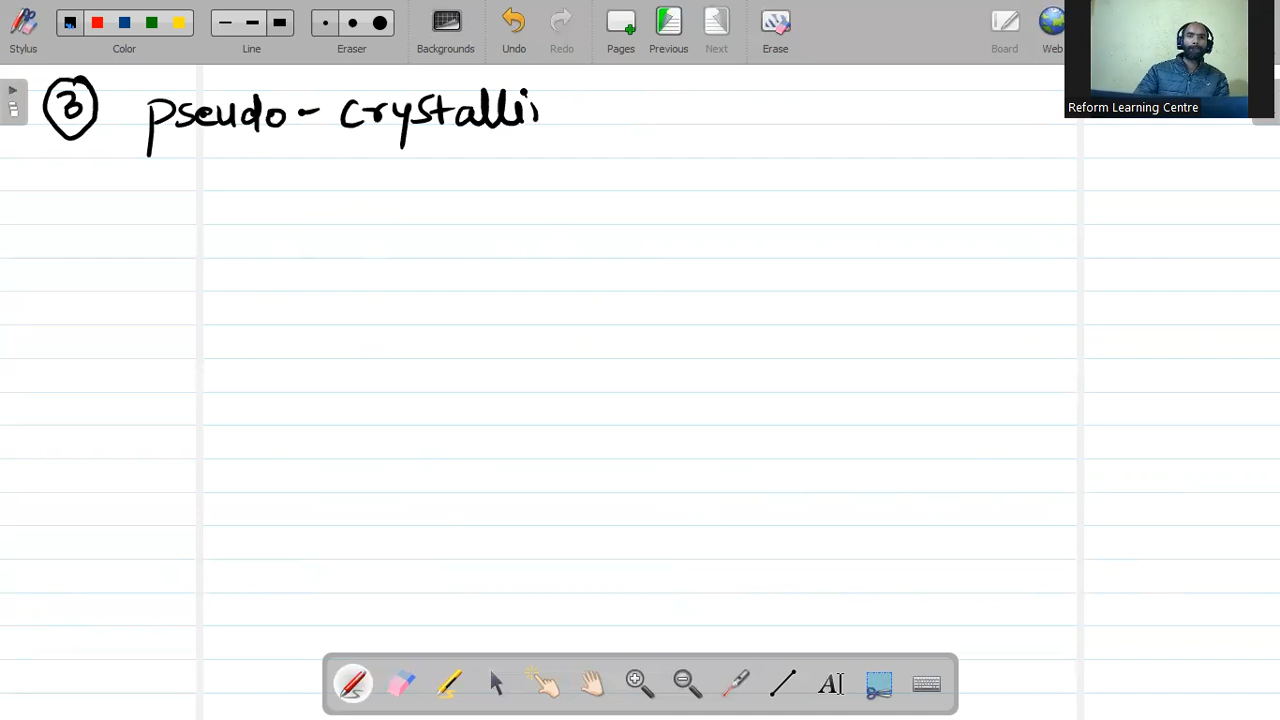 Stylus
Color
Line
Eraser
Backgrounds
Undo
Redo
Pages
Previous
Next
Erase
Board
Web
Reform Learning Centre
3 pseudo - crystalli